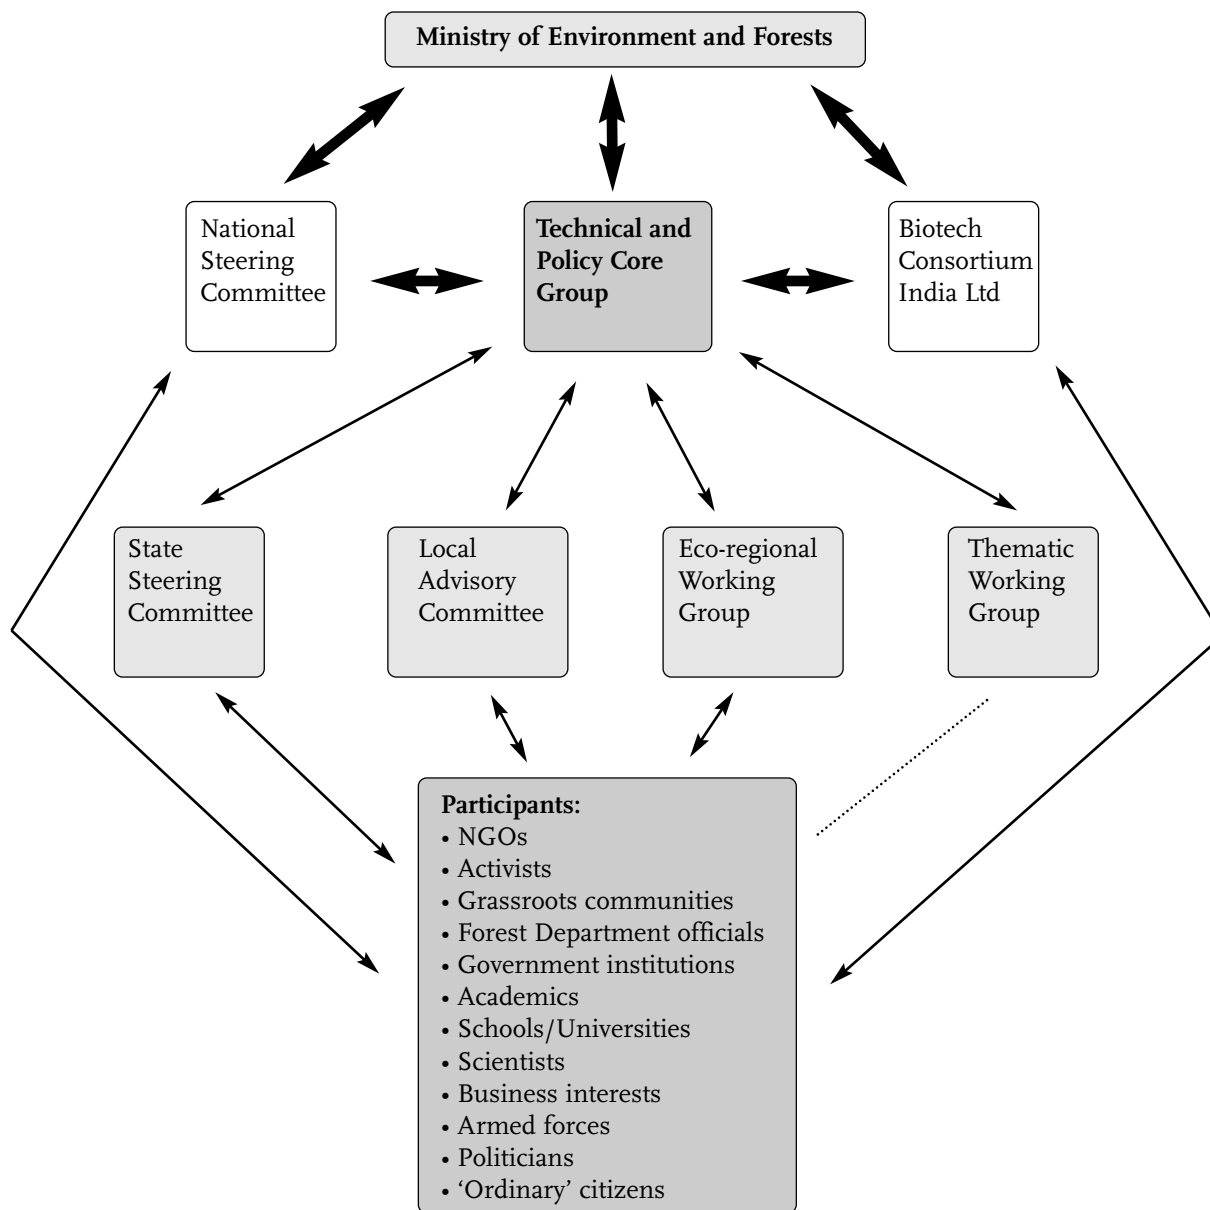 Ministry of Environment and Forests
National
Steering
Committee
Technical and
Policy Core
Group
Biotech
Consortium
India Ltd
State
Steering
Committee
Local
Advisory
Committee
Eco-regional
Working
Group
Thematic
Working
Group
Participants:
• NGOs
• Activists
• Grassroots communities
• Forest Department officials
• Government institutions
• Academics
• Schools/Universities
• Scientists
• Business interests
• Armed forces
• Politicians
• ‘Ordinary’ citizens